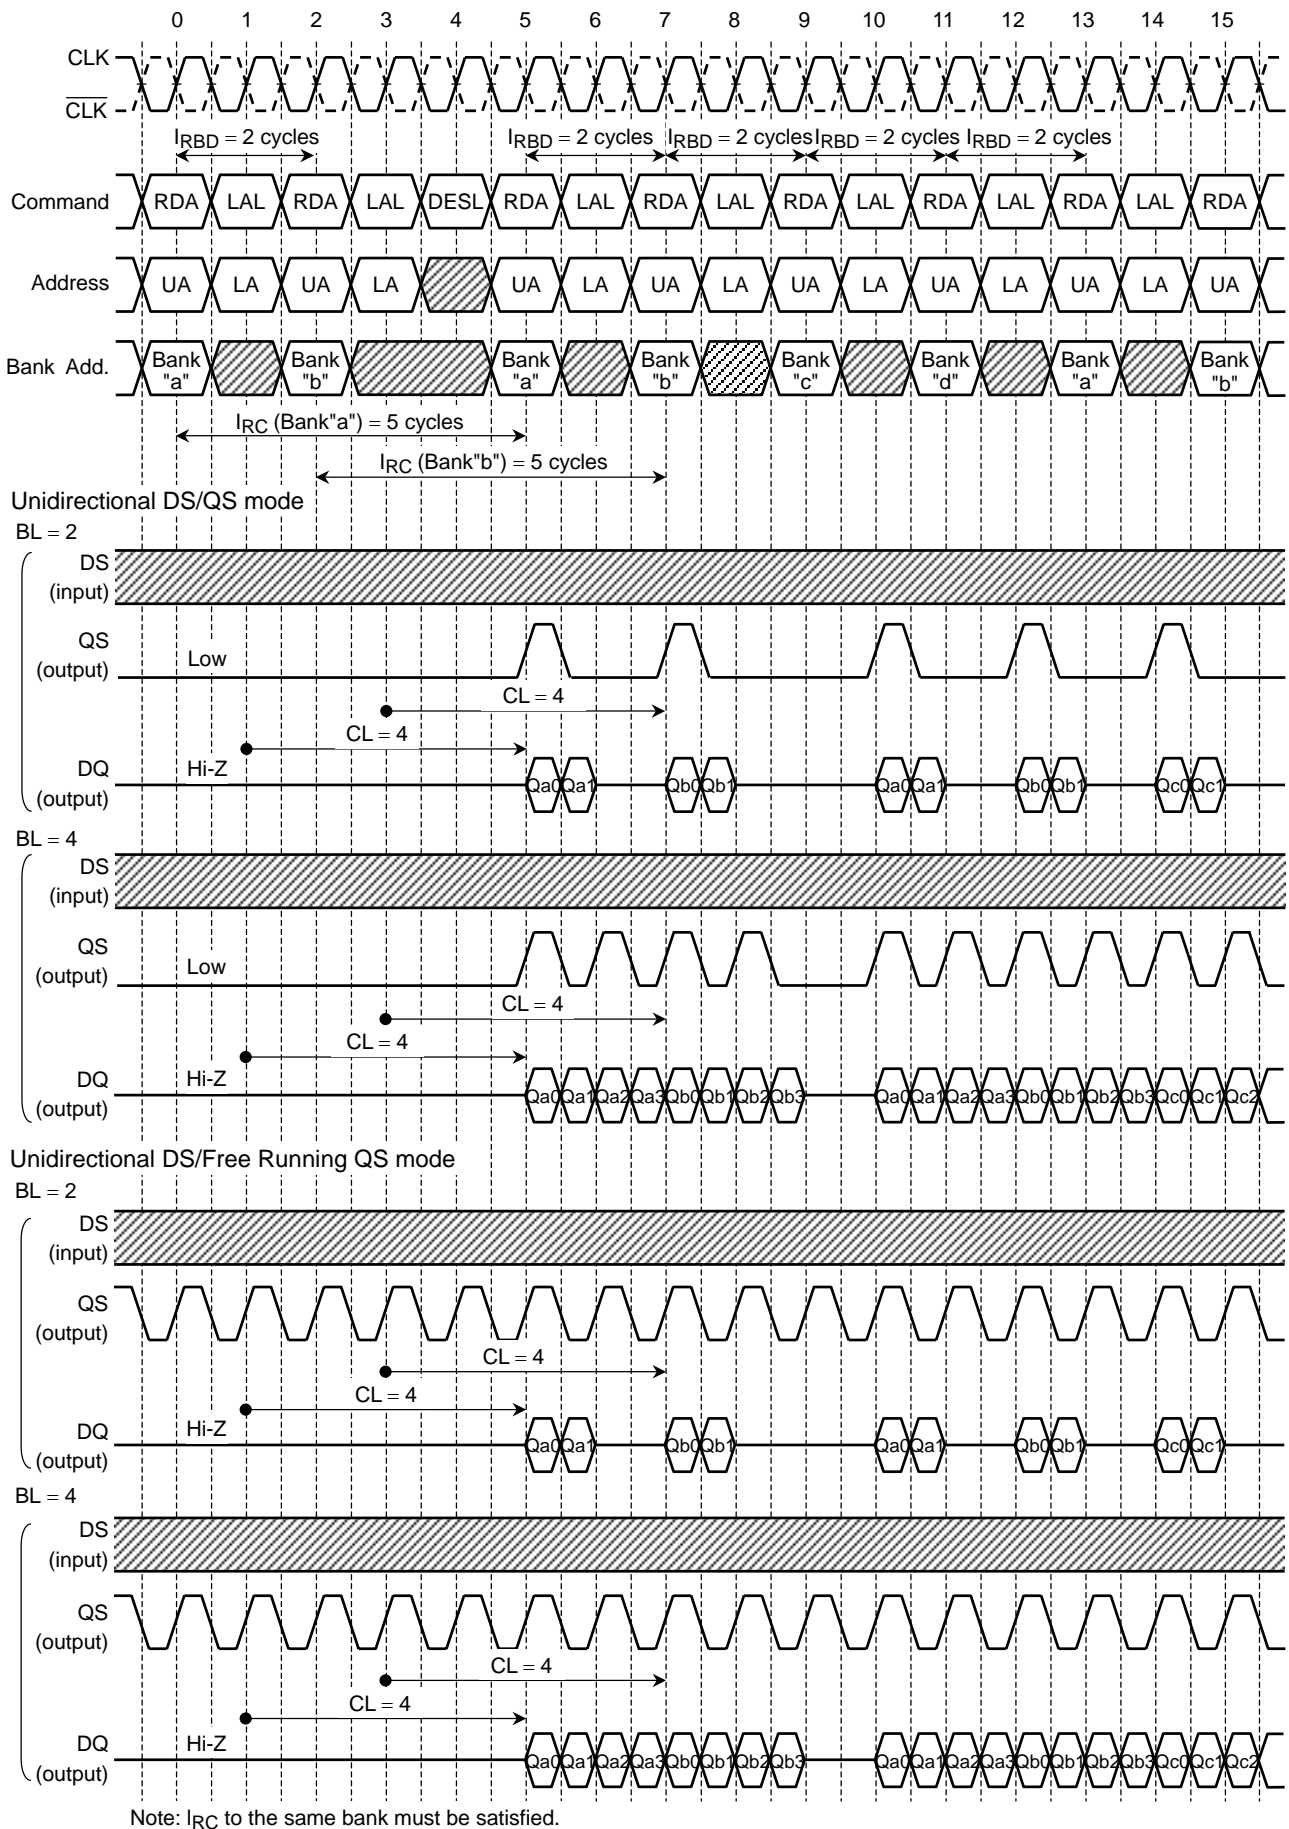 0 1 2 3 4 5 6 7 8 9 10 11 12 13 14 15
CLK
CLK
IRBD = 2 cycles IRBD = 2 cycles IRBD = 2 cycles IRBD = 2 cycles IRBD = 2 cycles
Command RDA LAL RDA LAL DESL RDA LAL RDA LAL RDA LAL RDA LAL RDA LAL RDA
Address UA LA UA LA UA LA UA LA UA LA UA LA UA LA UA
Bank Add. Bank "a" Bank "b" Bank "a" Bank "b" Bank "c" Bank "d" Bank "a" Bank "b"
IRC (Bank"a") = 5 cycles
IRC (Bank"b") = 5 cycles
Unidirectional DS/QS mode
BL = 2
DS
(input)
QS
(output) Low
CL = 4
CL = 4
DQ Hi-Z
(output) Qa0 Qa1 Qb0 Qb1 Qa0 Qa1 Qb0 Qb1 Qc0 Qc1
BL = 4
DS
(input)
QS
(output) Low
CL = 4
CL = 4
DQ Hi-Z
(output) Qa0 Qa1 Qa2 Qa3 Qb0 Qb1 Qb2 Qb3 Qa0 Qa1 Qa2 Qa3 Qb0 Qb1 Qb2 Qb3 Qc0 Qc1 Qc2
Unidirectional DS/Free Running QS mode
BL = 2
DS
(input)
QS
(output)
CL = 4
CL = 4
DQ Hi-Z
(output) Qa0 Qa1 Qb0 Qb1 Qa0 Qa1 Qb0 Qb1 Qc0 Qc1
BL = 4
DS
(input)
QS
(output)
CL = 4
CL = 4
DQ Hi-Z
(output) Qa0 Qa1 Qa2 Qa3 Qb0 Qb1 Qb2 Qb3 Qa0 Qa1 Qa2 Qa3 Qb0 Qb1 Qb2 Qb3 Qc0 Qc1 Qc2
Note: IRC to the same bank must be satisfied.